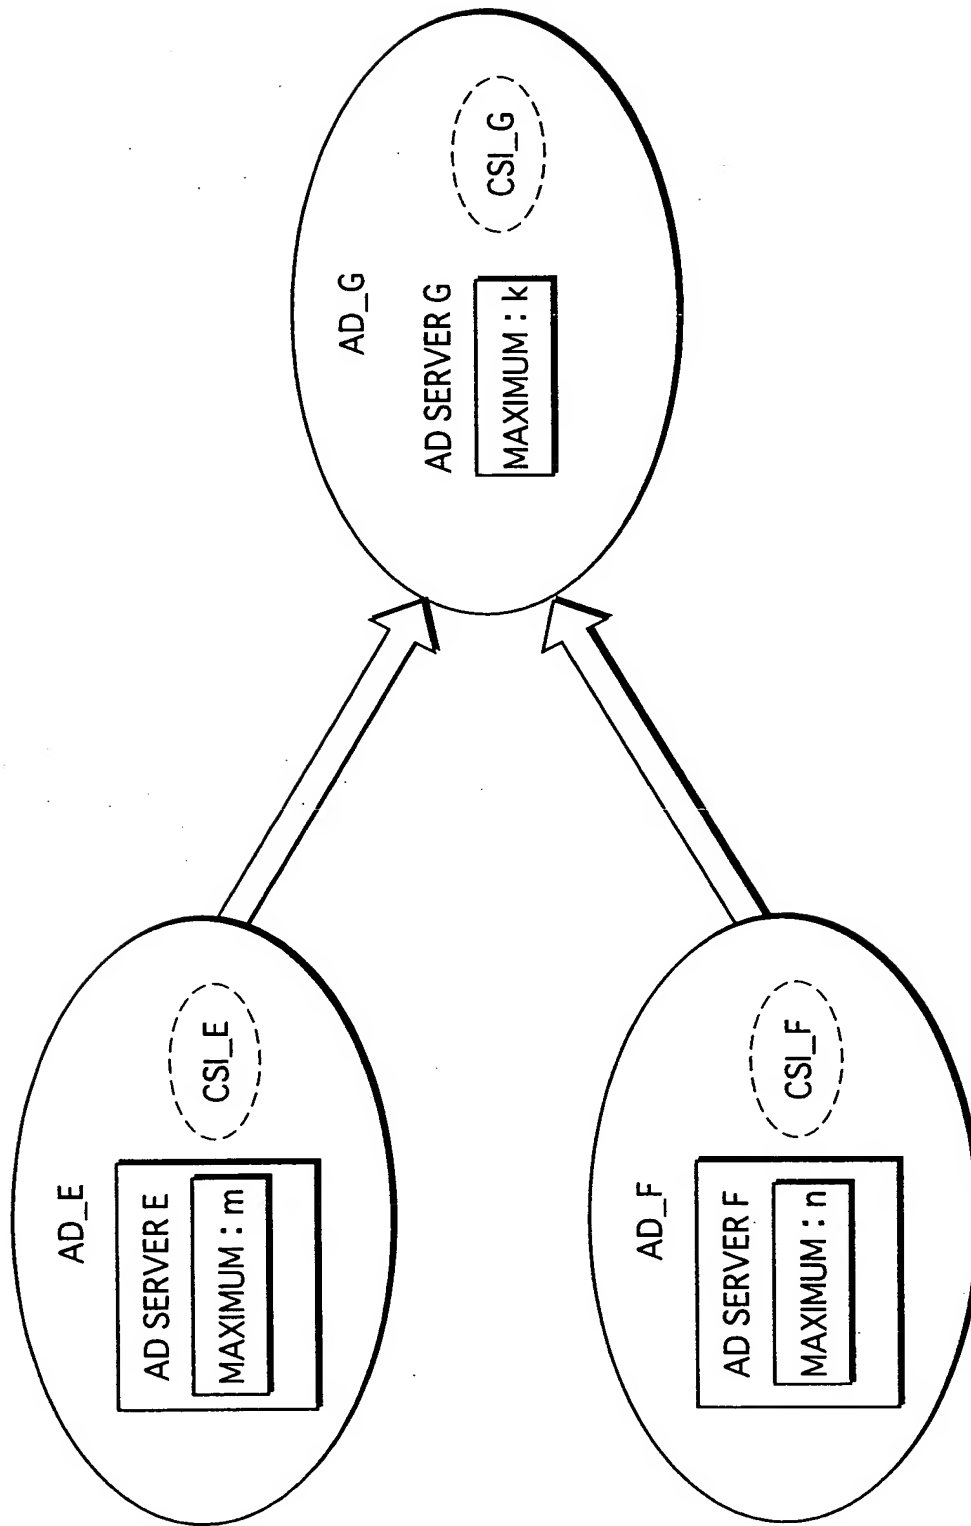 AD_E
AD SERVER E
MAXIMUM : m
CSI_E
AD_F
AD SERVER F
MAXIMUM : n
CSI_F
AD_G
AD SERVER G
MAXIMUM : k
CSI_G